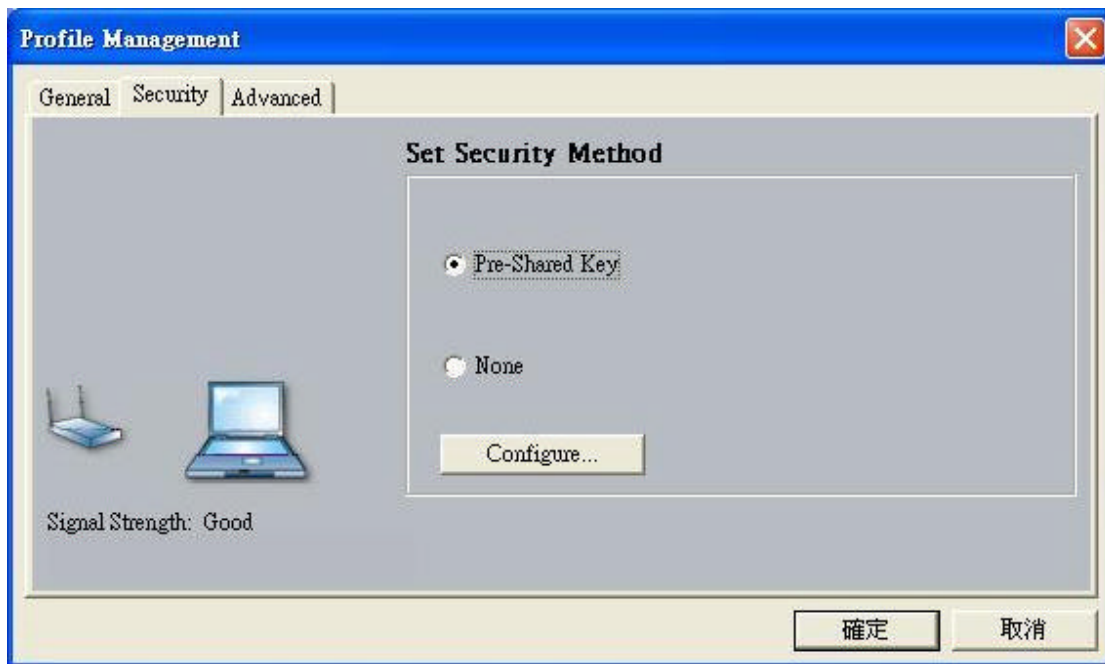 Profile Management
General Security Advanced
Set Security Method
Pre-Shared Key
None
Configure...
Signal Strength: Good
確定 取消